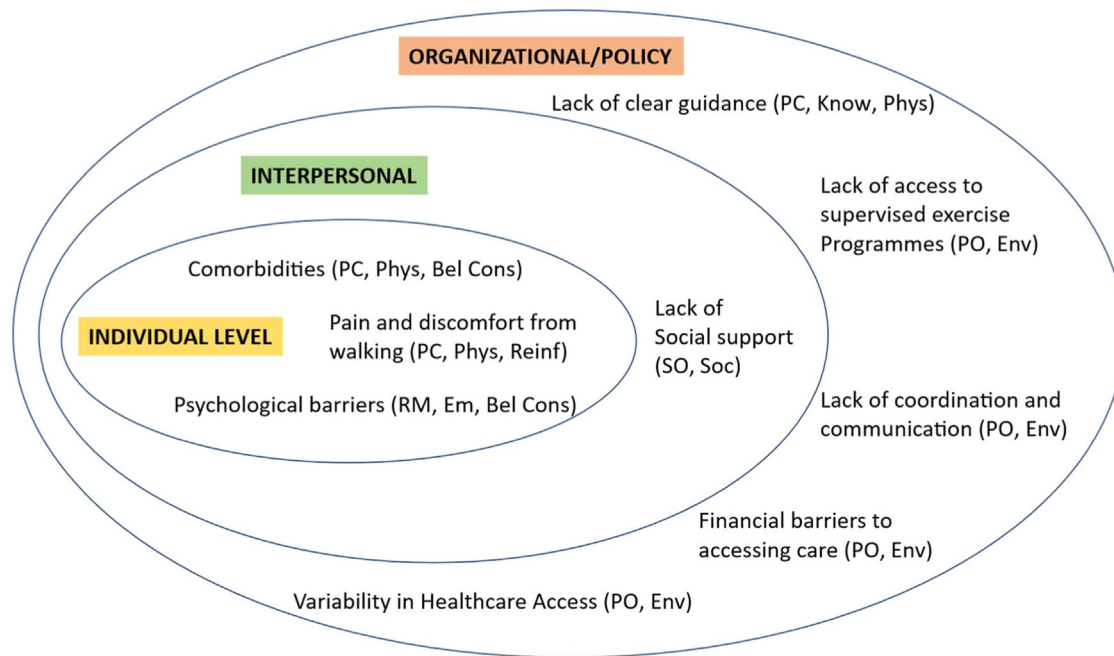 ORGANIZATIONAL/POLICY
Lack of clear guidance (PC, Know, Phys)
INTERPERSONAL
Lack of access to
supervised exercise
Programmes (PO, Env)
Comorbidities (PC, Phys, Bel Cons)
INDIVIDUAL LEVEL
Pain and discomfort from
walking (PC, Phys, Reinf)
Lack of
Social support
(SO, Soc)
Psychological barriers (RM, Em, Bel Cons)
Lack of coordination and
communication (PO, Env)
Financial barriers to
accessing care (PO, Env)
Variability in Healthcare Access (PO, Env)